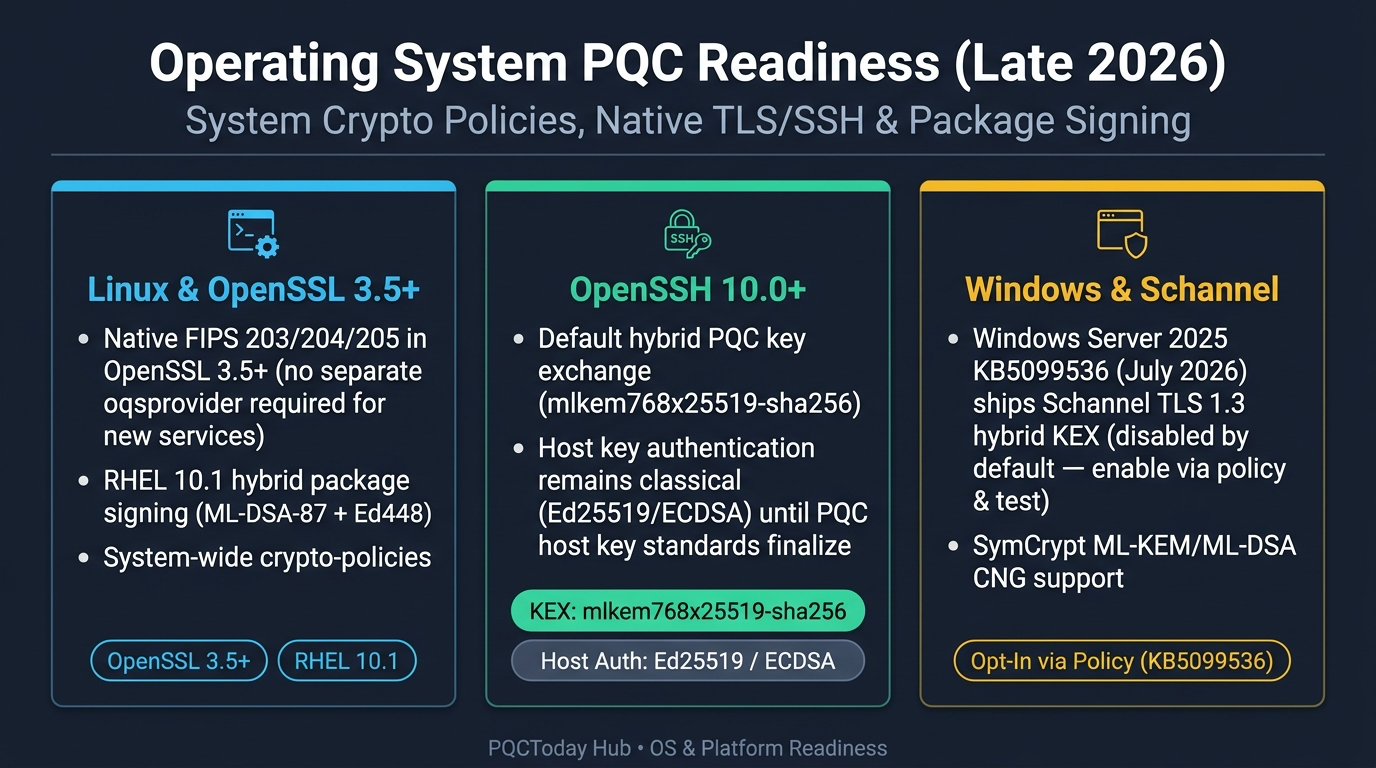 Operating System PQC Readiness (Late 2026)
System Crypto Policies, Native TLS/SSH & Package Signing
Linux & OpenSSL 3.5+
• Native FIPS 203/204/205 in
OpenSSL 3.5+ (no separate
oqsprovider required for
new services)
• RHEL 10.1 hybrid package
signing (ML-DSA-87 + Ed448)
• System-wide crypto-policies
OpenSSL 3.5+
RHEL 10.1
SSH
OpenSSH 10.0+
• Default hybrid PQC key
exchange
(mlkem768x25519-sha256)
• Host key authentication
remains classical
(Ed25519/ECDSA) until PQC
host key standards finalize
KEX: mlkem768x25519-sha256
Host Auth: Ed25519 / ECDSA
Windows & Schannel
• Windows Server 2025
KB5099536 (July 2026)
ships Schannel TLS 1.3
hybrid KEX (disabled by
default — enable via policy
& test)
• SymCrypt ML-KEM/ML-DSA
CNG support
Opt-In via Policy (KB5099536)
PQCToday Hub • OS & Platform Readiness